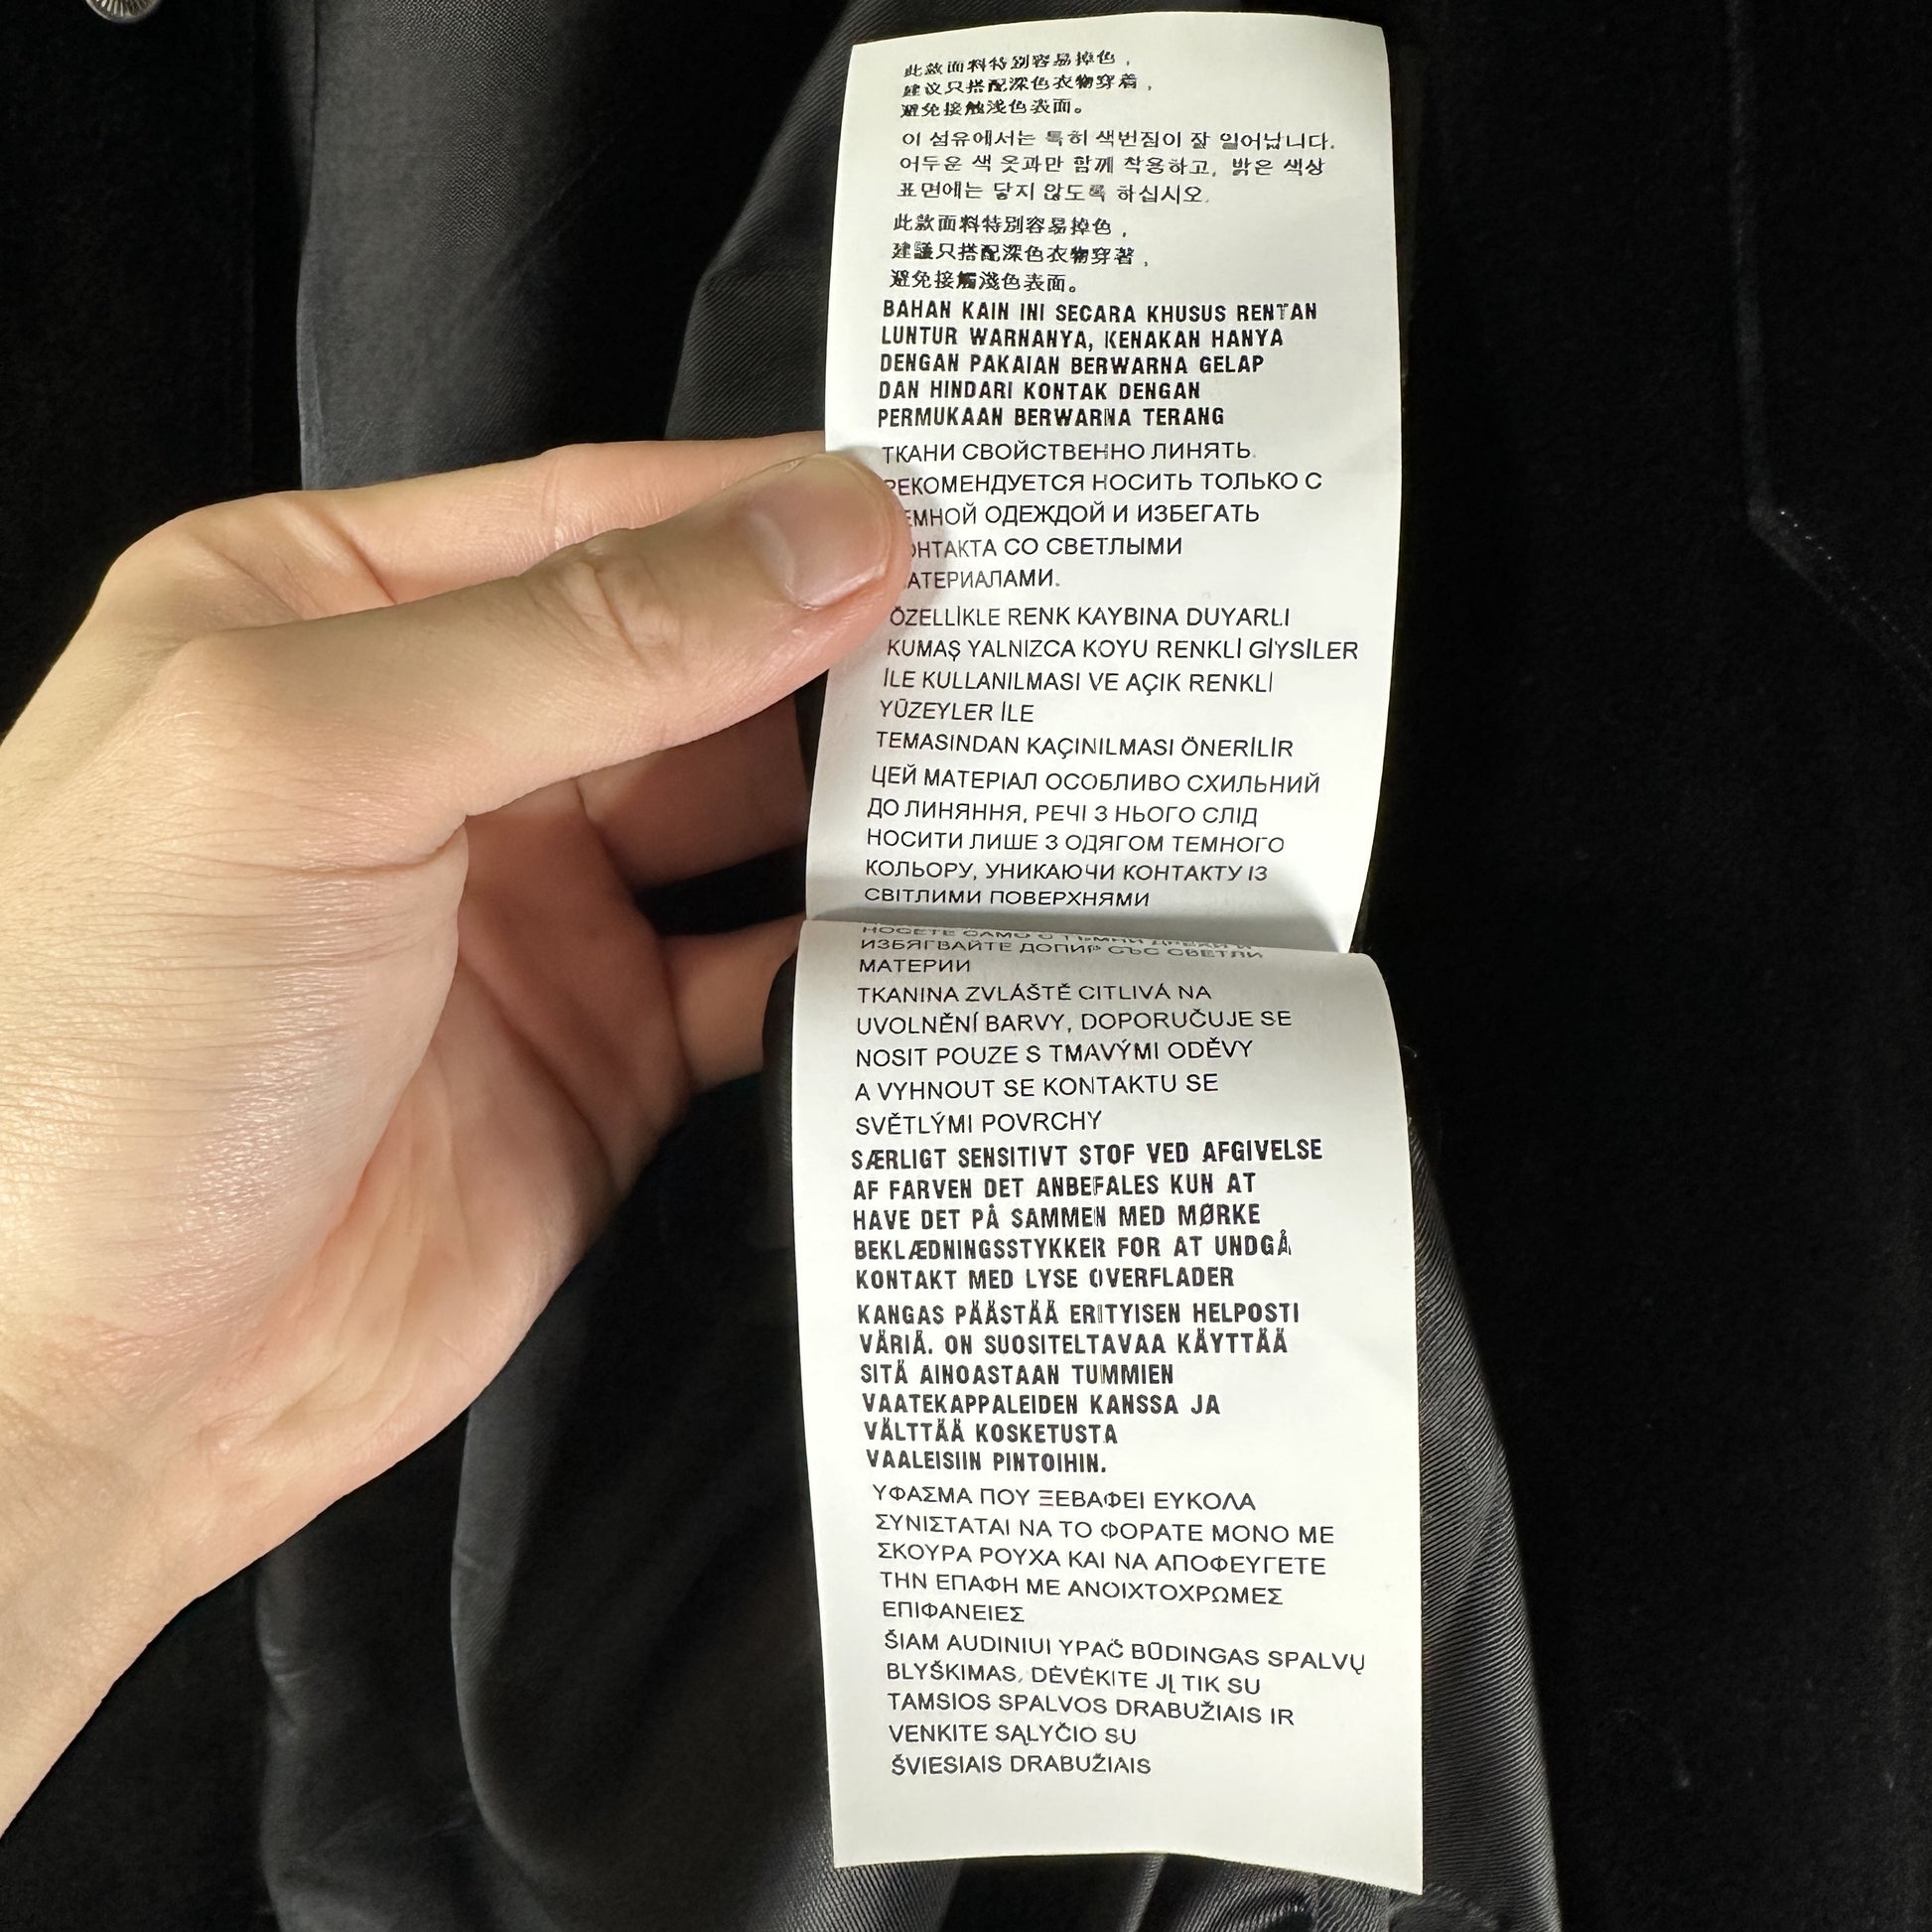 此款面料特别容易掉色，
建议只搭配深色衣物穿着，
避免接触浅色表面。
이 섬유에서는 특히 색번짐이 잘 일어납니다.
어두운 색 옷과만 함께 착용하고, 밝은 색상
표면에는 닿지 않도록 하십시오.
此款面料特別容易掉色，
建議只搭配深色衣物穿著，
避免接觸淺色表面。
BAHAN KAIN INI SECARA KHUSUS RENTAN
LUNTUR WARNANYA, KENAKAN HANYA
DENGAN PAKAIAN BERWARNA GELAP
DAN HINDARI KONTAK DENGAN
PERMUKAAN BERWARNA TERANG
ТКАНИ СВОЙСТВЕННО ЛИНЯТЬ.
РЕКОМЕНДУЕТСЯ НОСИТЬ ТОЛЬКО С
ЕМНОЙ ОДЕЖДОЙ И ИЗБЕГАТЬ
ОНТАКТА СО СВЕТЛЫМИ
АТЕРИАЛАМИ.
ÖZELLİKLE RENK KAYBINA DUYARLI
KUMAŞ YALNIZCA KOYU RENKLİ GİYSİLER
İLE KULLANILMASI VE AÇIK RENKLİ
YÜZEYLER İLE
TEMASINDAN KAÇINILMASI ÖNERİLİR
ЦЕЙ МАТЕРІАЛ ОСОБЛИВО СХИЛЬНИЙ
ДО ЛИНЯННЯ, РЕЧІ З НЬОГО СЛІД
НОСИТИ ЛИШЕ З ОДЯГОМ ТЕМНОГО
КОЛЬОРУ, УНИКАЮЧИ КОНТАКТУ ІЗ
СВІТЛИМИ ПОВЕРХНЯМИ
НОСЕТЕ САМО С ТЪМНИ ДРЕХИ И
ИЗБЯГВАЙТЕ ДОПИР СЪС СВЕТЛИ
МАТЕРИИ
TKANINA ZVLÁŠTĚ CITLIVÁ NA
UVOLNĚNÍ BARVY, DOPORUČUJE SE
NOSIT POUZE S TMAVÝMI ODĚVY
A VYHNOUT SE KONTAKTU SE
SVĚTLÝMI POVRCHY
SÆRLIGT SENSITIVT STOF VED AFGIVELSE
AF FARVEN DET ANBEFALES KUN AT
HAVE DET PÅ SAMMEN MED MØRKE
BEKLÆDNINGSSTYKKER FOR AT UNDGÅ
KONTAKT MED LYSE OVERFLADER
KANGAS PÄÄSTÄÄ ERITYISEN HELPOSTI
VÄRIÄ. ON SUOSITELTAVAA KÄYTTÄÄ
SITÄ AINOASTAAN TUMMIEN
VAATEKAPPALEIDEN KANSSA JA
VÄLTTÄÄ KOSKETUSTA
VAALEISIIN PINTOIHIN.
ΥΦΑΣΜΑ ΠΟΥ ΞΕΒΑΦΕΙ ΕΥΚΟΛΑ
ΣΥΝΙΣΤΑΤΑΙ ΝΑ ΤΟ ΦΟΡΑΤΕ ΜΟΝΟ ΜΕ
ΣΚΟΥΡΑ ΡΟΥΧΑ ΚΑΙ ΝΑ ΑΠΟΦΕΥΓΕΤΕ
ΤΗΝ ΕΠΑΦΗ ΜΕ ΑΝΟΙΧΤΟΧΡΩΜΕΣ
ΕΠΙΦΑΝΕΙΕΣ
ŠIAM AUDINIUI YPAČ BŪDINGAS SPALVŲ
BLYŠKIMAS, DĖVĖKITE JĮ TIK SU
TAMSIOS SPALVOS DRABUŽIAIS IR
VENKITE SĄLYČIO SU
ŠVIESIAIS DRABUŽIAIS